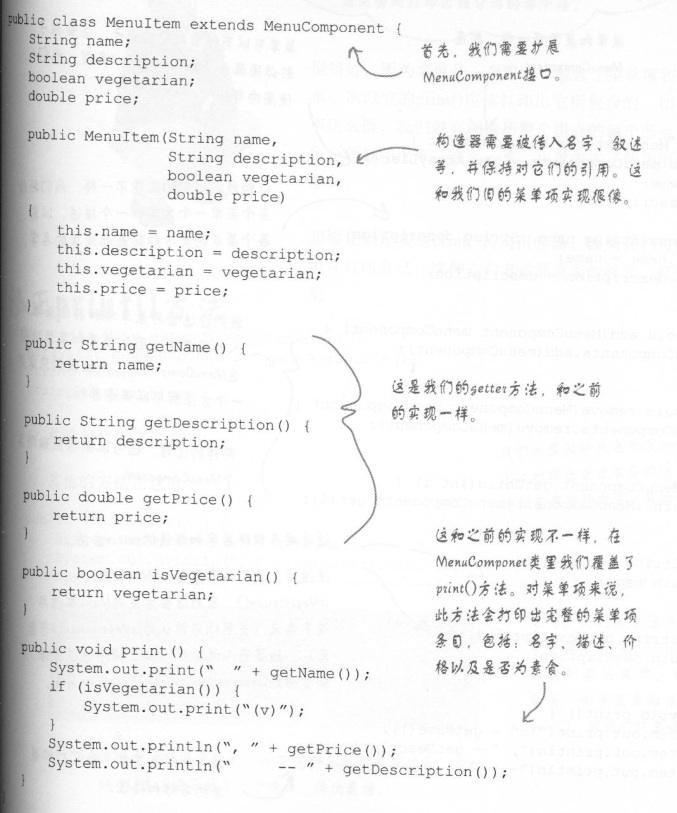 public class MenuItem extends MenuComponent {
String name;
String description;
boolean vegetarian;
double price;
首先，我们需要扩展
MenuComponent接口。
public MenuItem(String name,
String description,
boolean vegetarian,
double price)
{
this.name = name;
this.description = description;
this.vegetarian = vegetarian;
this.price = price;
}
构造器需要被传入名字、叙述
等，并保持对它们的引用。这
和我们旧的菜单项实现很像。
public String getName() {
return name;
}
public String getDescription() {
return description;
}
public double getPrice() {
return price;
}
这是我们的getter方法，和之前
的实现一样。
public boolean isVegetarian() {
return vegetarian;
}
public void print() {
System.out.print("  " + getName());
if (isVegetarian()) {
System.out.print("(v)");
}
System.out.println(", " + getPrice());
System.out.println("     -- " + getDescription());
}
}
这和之前的实现不一样，在
MenuComponet类里我们覆盖了
print()方法。对菜单项来说，
此方法会打印出完整的菜单项
条目，包括：名字、描述、价
格以及是否为素食。